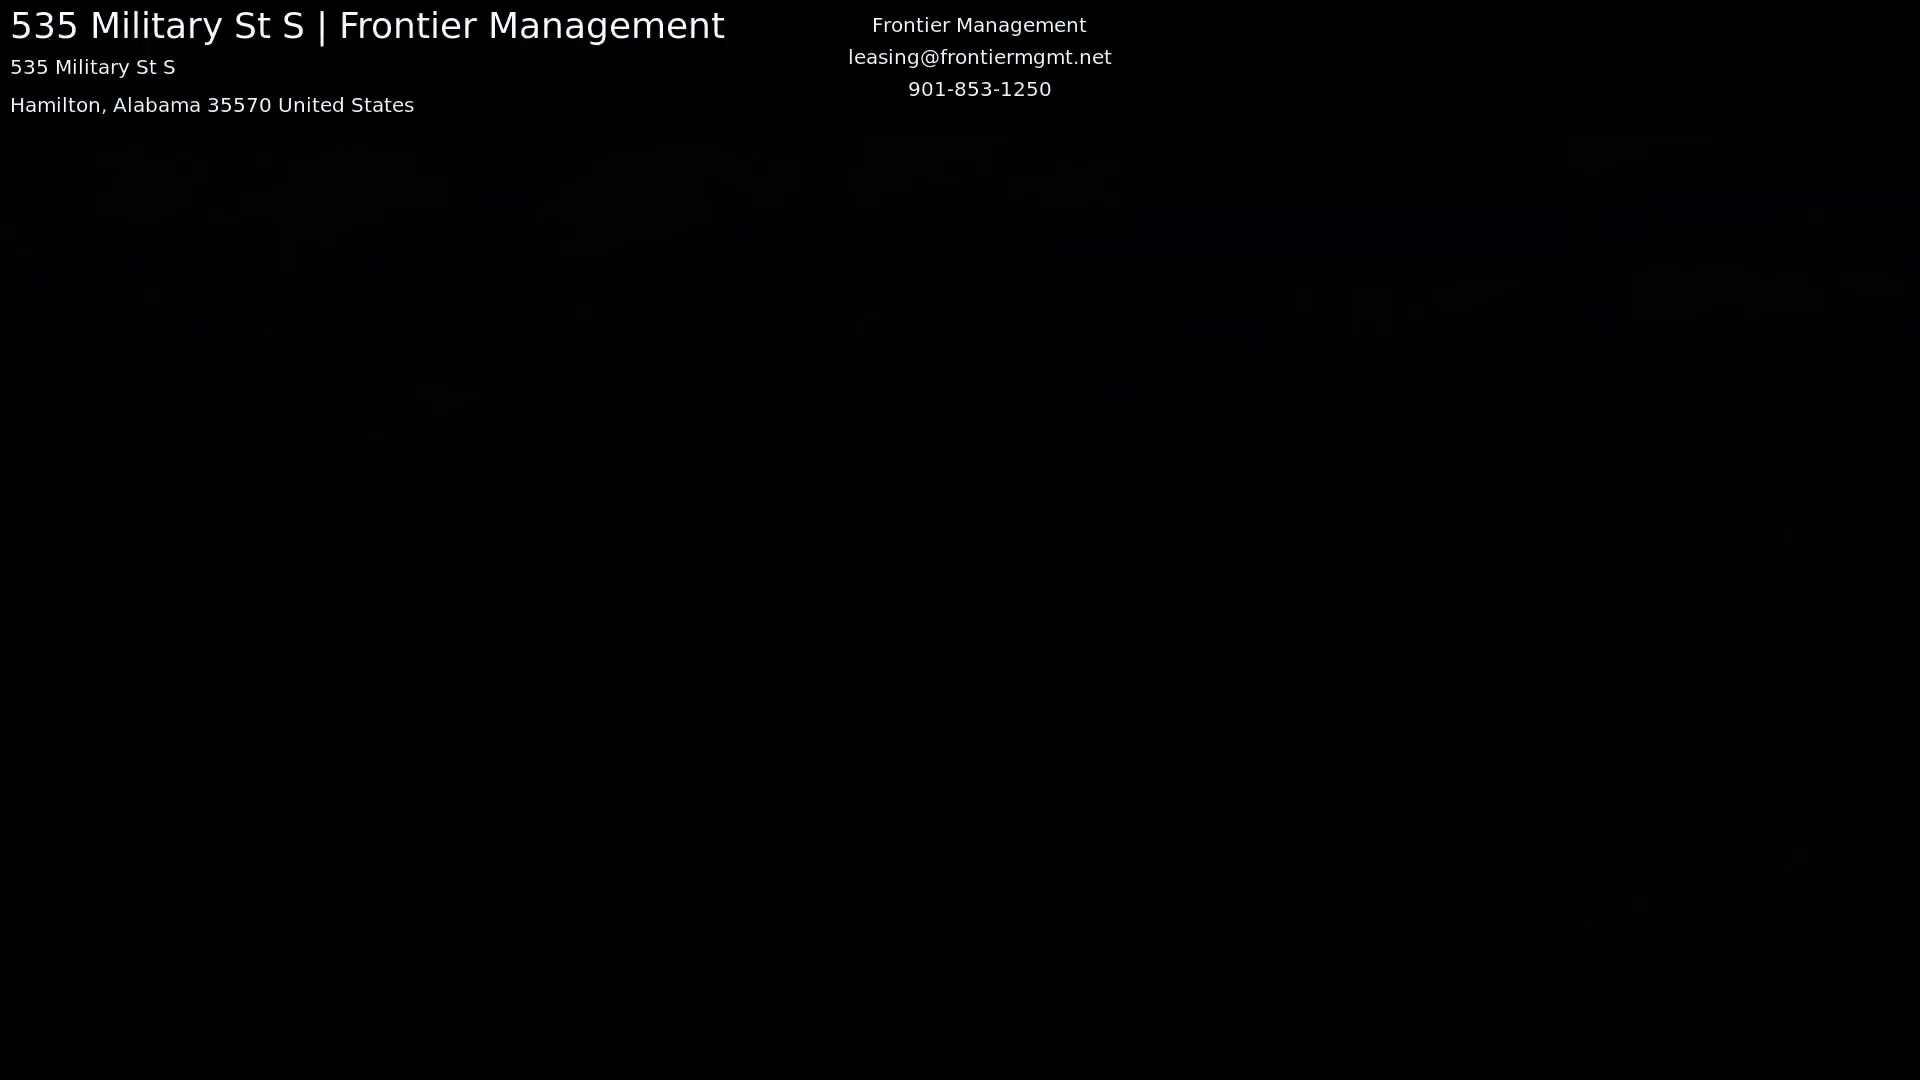 535 Military St S | Frontier Management
535 Military St S
Hamilton, Alabama 35570 United States
Frontier Management
leasing@frontiermgmt.net
901-853-1250